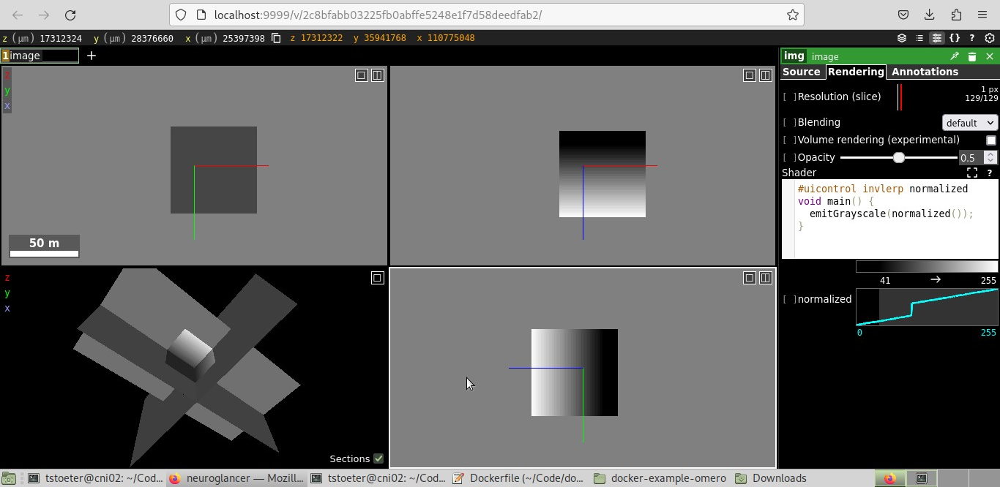 localhost:9999/v/2c8bfabb03225fb0abffe5248e1f7d58deedfab2/
z (µm) 17312324 y (µm) 28376660 x (µm) 25397398 z 17312322 y 35941768 x 110775048 {} ?
1 image +
img image
Source Rendering Annotations
z
y
x
[ ]Resolution (slice) 1 px
129/129
[ ]Blending default
[ ]Volume rendering (experimental)
[ ]Opacity 0.5
Shader ?
#uicontrol invlerp normalized
void main() {
emitGrayscale(normalized());
}
50 m
z
y
x
41 → 255
[ ]normalized
0 255
Sections
tstoeter@cni02: ~/Cod...
neuroglancer — Mozill...
tstoeter@cni02: ~/Cod...
Dockerfile (~/Code/do...
docker-example-omero
Downloads